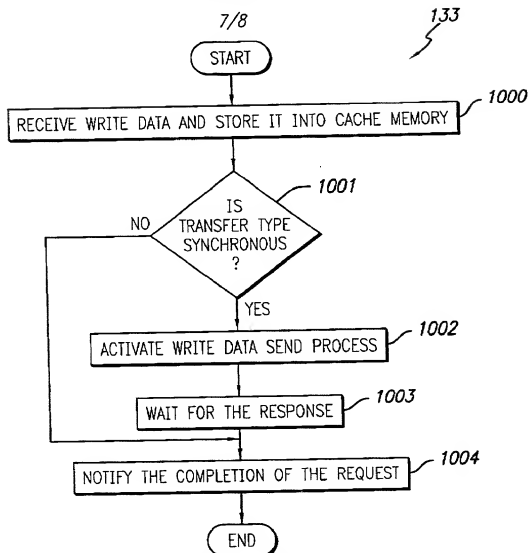 7/8
133
START
1000
RECEIVE WRITE DATA AND STORE IT INTO CACHE MEMORY
1001
IS
TRANSFER TYPE
SYNCHRONOUS
?
NO
YES
1002
ACTIVATE WRITE DATA SEND PROCESS
1003
WAIT FOR THE RESPONSE
1004
NOTIFY THE COMPLETION OF THE REQUEST
END